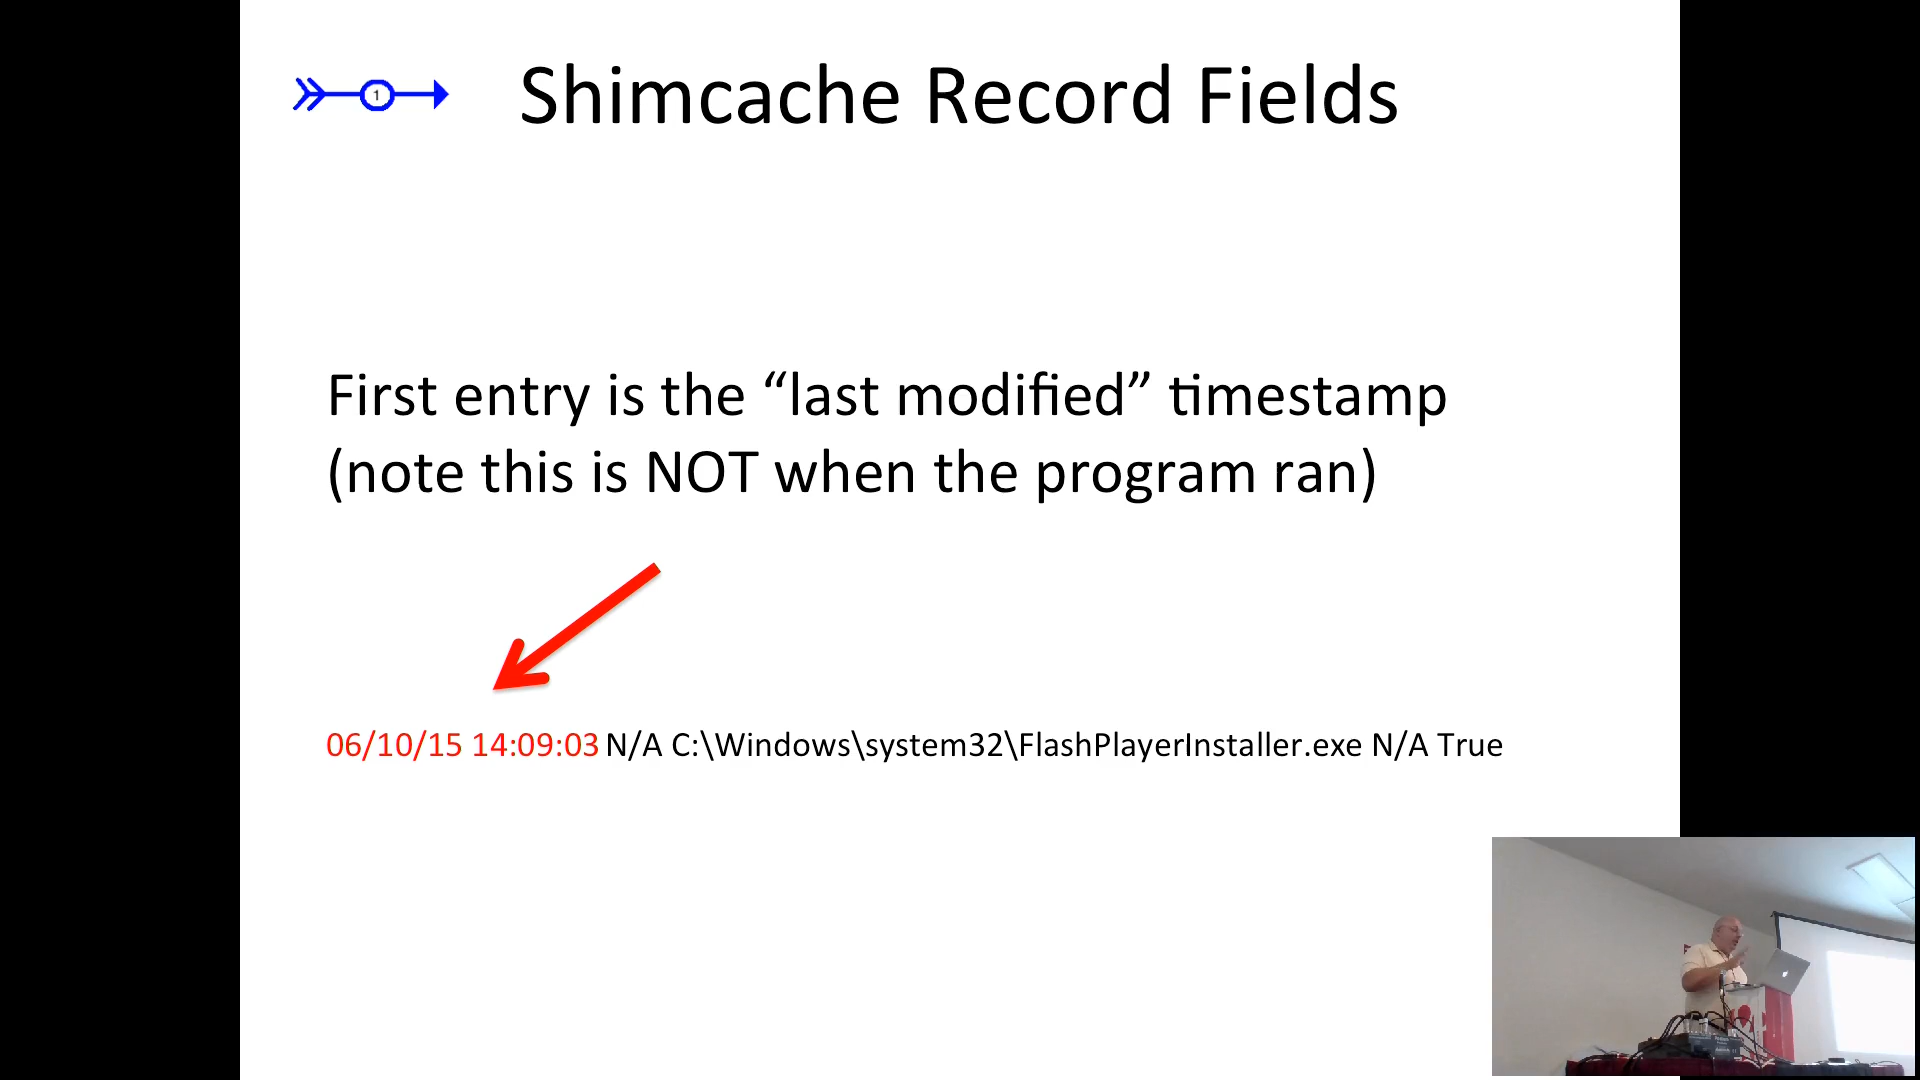 1
Shimcache Record Fields
First entry is the “last modified” timestamp
(note this is NOT when the program ran)
06/10/15 14:09:03 N/A C:\Windows\system32\FlashPlayerInstaller.exe N/A True